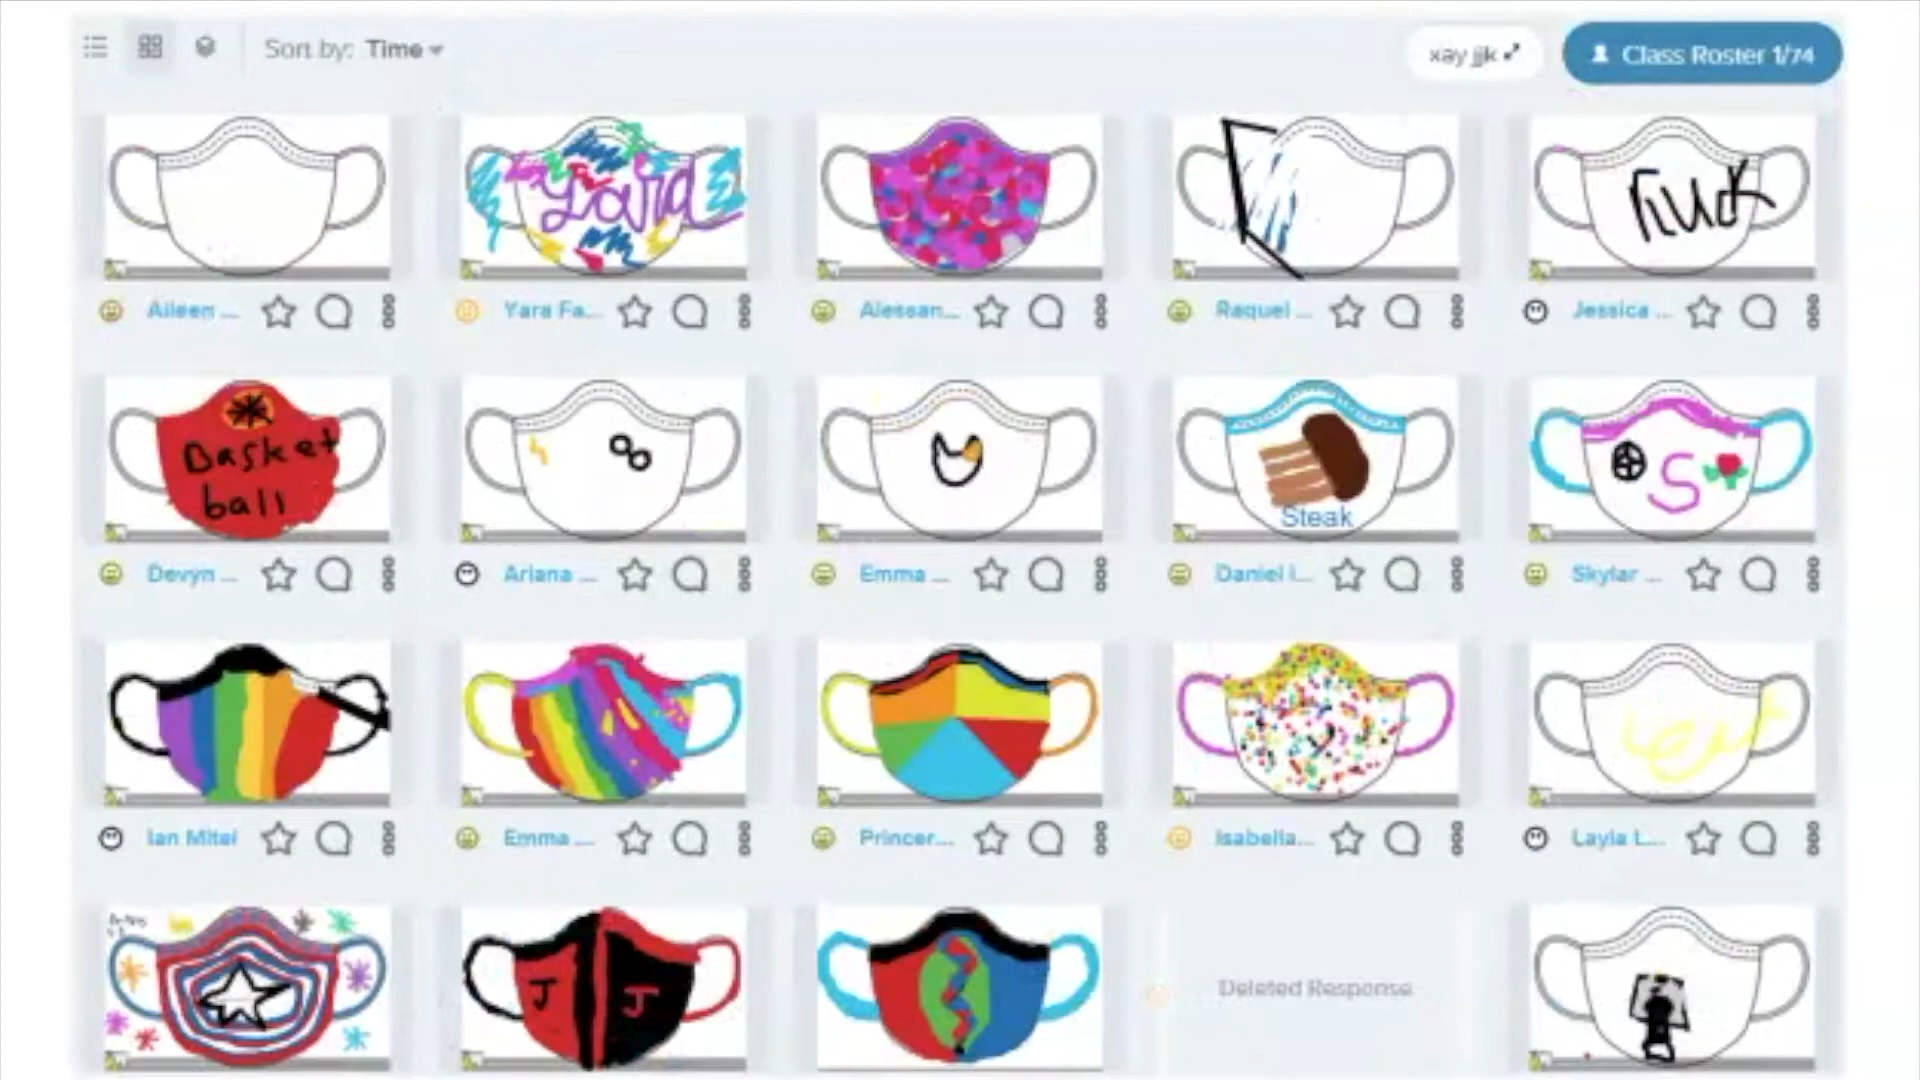 Sort by: Time
xay jjk
Class Roster 1/74
Yara
Fuck
Aileen ...
Yara Fa...
Alessan...
Raquel ...
Jessica ...
Basket
ball
Steak
S
Devyn ...
Ariana ...
Emma ...
Daniel I...
Skylar ...
Ian Mitel
Emma ...
Princer...
Isabella...
Layla L...
J J
Deleted Response